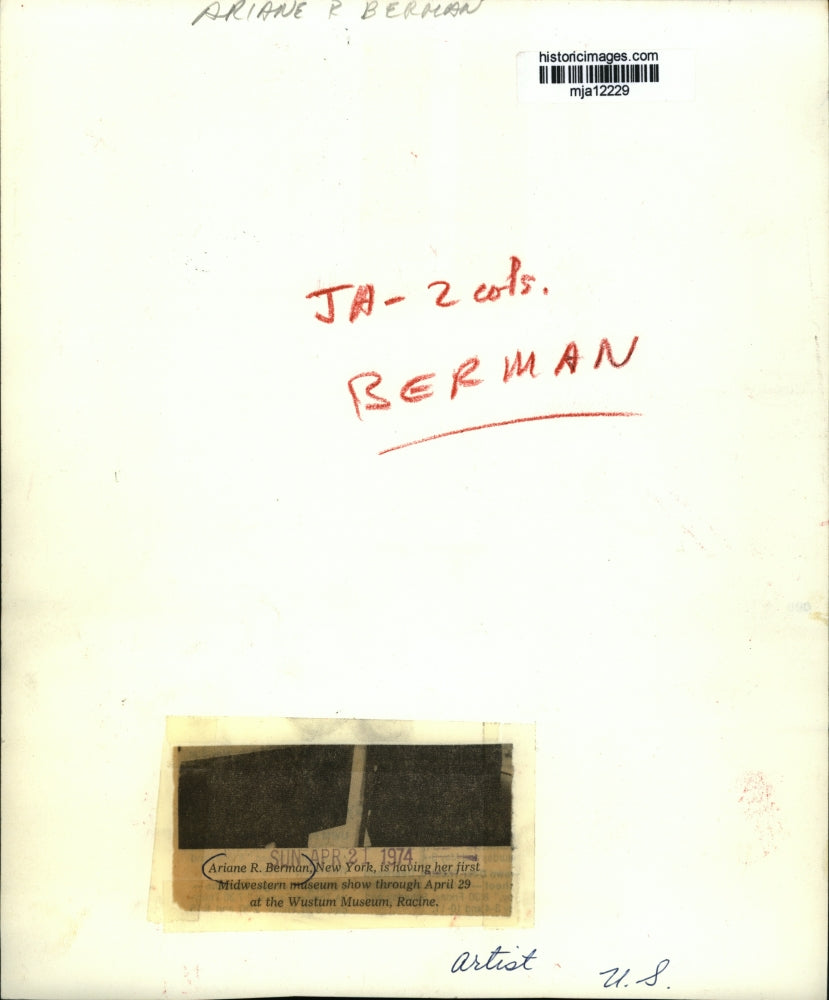 ARIANE R BERMAN
historicimages.com
mja12229
JA- 2 cols.
BERMAN
SUN APR 21 1974
Ariane R. Berman, New York, is having her first
Midwestern museum show through April 29
at the Wustum Museum, Racine.
artist U.S.